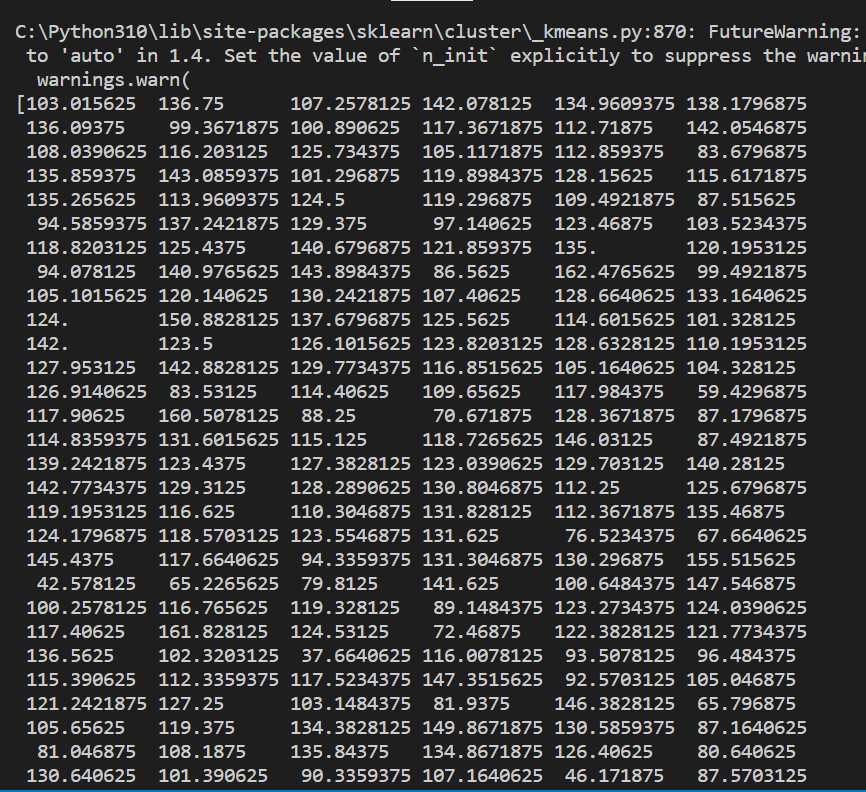 C:\Python310\lib\site-packages\sklearn\cluster\_kmeans.py:870: FutureWarning:
to 'auto' in 1.4. Set the value of `n_init` explicitly to suppress the warnin
warnings.warn(
[103.015625 136.75 107.2578125 142.078125 134.9609375 138.1796875
136.09375 99.3671875 100.890625 117.3671875 112.71875 142.0546875
108.0390625 116.203125 125.734375 105.1171875 112.859375 83.6796875
135.859375 143.0859375 101.296875 119.8984375 128.15625 115.6171875
135.265625 113.9609375 124.5 119.296875 109.4921875 87.515625
94.5859375 137.2421875 129.375 97.140625 123.46875 103.5234375
118.8203125 125.4375 140.6796875 121.859375 135. 120.1953125
94.078125 140.9765625 143.8984375 86.5625 162.4765625 99.4921875
105.1015625 120.140625 130.2421875 107.40625 128.6640625 133.1640625
124. 150.8828125 137.6796875 125.5625 114.6015625 101.328125
142. 123.5 126.1015625 123.8203125 128.6328125 110.1953125
127.953125 142.8828125 129.7734375 116.8515625 105.1640625 104.328125
126.9140625 83.53125 114.40625 109.65625 117.984375 59.4296875
117.90625 160.5078125 88.25 70.671875 128.3671875 87.1796875
114.8359375 131.6015625 115.125 118.7265625 146.03125 87.4921875
139.2421875 123.4375 127.3828125 123.0390625 129.703125 140.28125
142.7734375 129.3125 128.2890625 130.8046875 112.25 125.6796875
119.1953125 116.625 110.3046875 131.828125 112.3671875 135.46875
124.1796875 118.5703125 123.5546875 131.625 76.5234375 67.6640625
145.4375 117.6640625 94.3359375 131.3046875 130.296875 155.515625
42.578125 65.2265625 79.8125 141.625 100.6484375 147.546875
100.2578125 116.765625 119.328125 89.1484375 123.2734375 124.0390625
117.40625 161.828125 124.53125 72.46875 122.3828125 121.7734375
136.5625 102.3203125 37.6640625 116.0078125 93.5078125 96.484375
115.390625 112.3359375 117.5234375 147.3515625 92.5703125 105.046875
121.2421875 127.25 103.1484375 81.9375 146.3828125 65.796875
105.65625 119.375 134.3828125 149.8671875 130.5859375 87.1640625
81.046875 108.1875 135.84375 134.8671875 126.40625 80.640625
130.640625 101.390625 90.3359375 107.1640625 46.171875 87.5703125